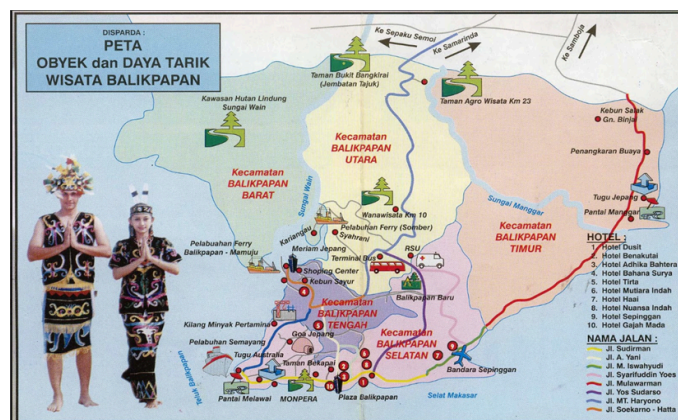 DISPARDA :
PETA
OBYEK dan DAYA TARIK
WISATA BALIKPAPAN
Ke Sepaku Semoi
Ke Samarinda
Ke Samboja
Taman Bukit Bangkirai
(Jembatan Tajuk)
Taman Agro Wisata Km 23
Kawasan Hutan Lindung
Sungai Wain
Kebun Salak
Gn. Binjai
Kecamatan
BALIKPAPAN
UTARA
Penangkaran Buaya
Kecamatan
BALIKPAPAN
BARAT
Sungai Wain
Tugu Jepang
Pantai Manggar
Sungai Manggar
Wanawisata Km 10
Kecamatan
BALIKPAPAN
TIMUR
Pelabuhan Ferry (Somber)
Kariangau
Syahrani
Meriam Jepang
Pelabuahan Ferry
Balikpapan - Mamuju
Terminal Bus
RSU
Shoping Center
Kebun Sayur
Balikpapan Baru
Kecamatan
BALIKPAPAN
TENGAH
Kilang Minyak Pertamina
Kecamatan
BALIKPAPAN
SELATAN
Goa Jepang
Pelabuhan Semayang
Tugu Australia
Taman Bekapai
Bandara Sepinggan
Teluk Balikpapan
Pantai Melawai
MONPERA
Plaza Balikpapan
Selat Makasar
HOTEL :
1. Hotel Dusit
2. Hotel Benakutai
3. Hotel Adhika Bahtera
4. Hotel Bahana Surya
5. Hotel Tirta
6. Hotel Mutiara Indah
7. Hotel Haai
8. Hotel Nuansa Indah
9. Hotel Sepinggan
10. Hotel Gajah Mada
NAMA JALAN :
Jl. Sudirman
Jl. A. Yani
Jl. M. Iswahyudi
Jl. Syarifuddin Yoes
Jl. Mulawarman
Jl. Yos Sudarso
Jl. MT. Haryono
Jl. Soekarno - Hatta